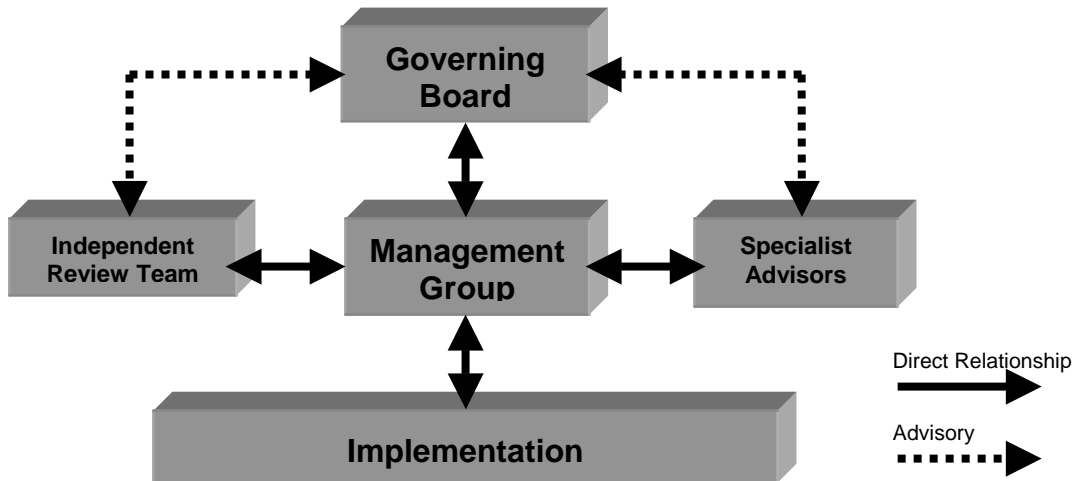 Governing
Board
Independent
Review Team
Management
Group
Specialist
Advisors
Direct Relationship
Advisory
Implementation